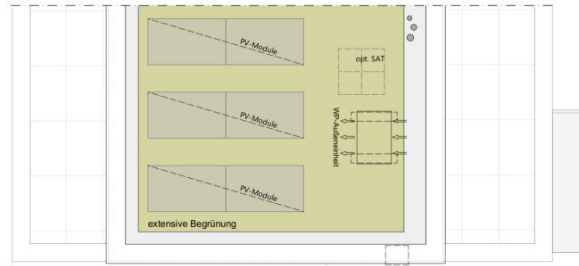 PV-Module
opt. SAT
PV-Module
WP-Außeneinheit
PV-Module
extensive Begrünung